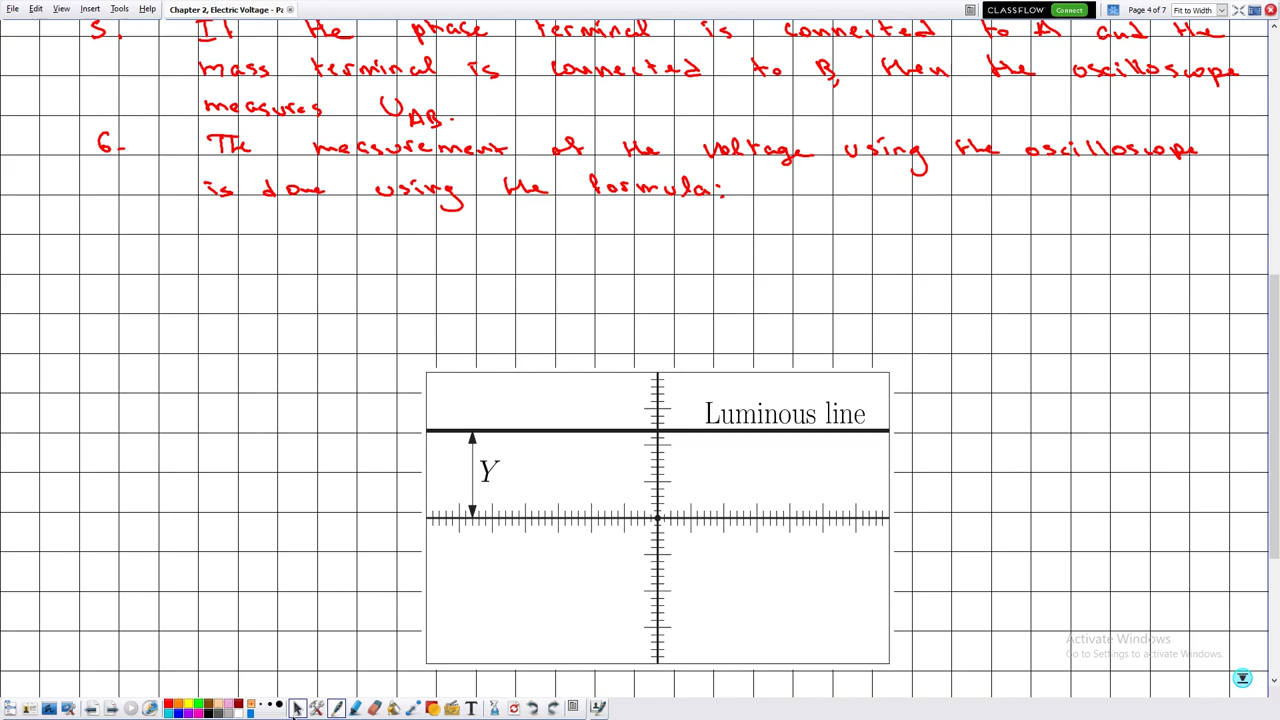 File Edit View Insert Tools Help Chapter 2, Electric Voltage - Pa CLASSFLOW Connect Page 4 of 7 Fit to Width
5. If the phase terminal is connected to A and the
mass terminal is connected to B, then the oscilloscope
measures U_AB.
6- The measurement of the voltage using the oscilloscope
is done using the formula:
Luminous line
Y
Activate Windows
Go to Settings to activate Windows.